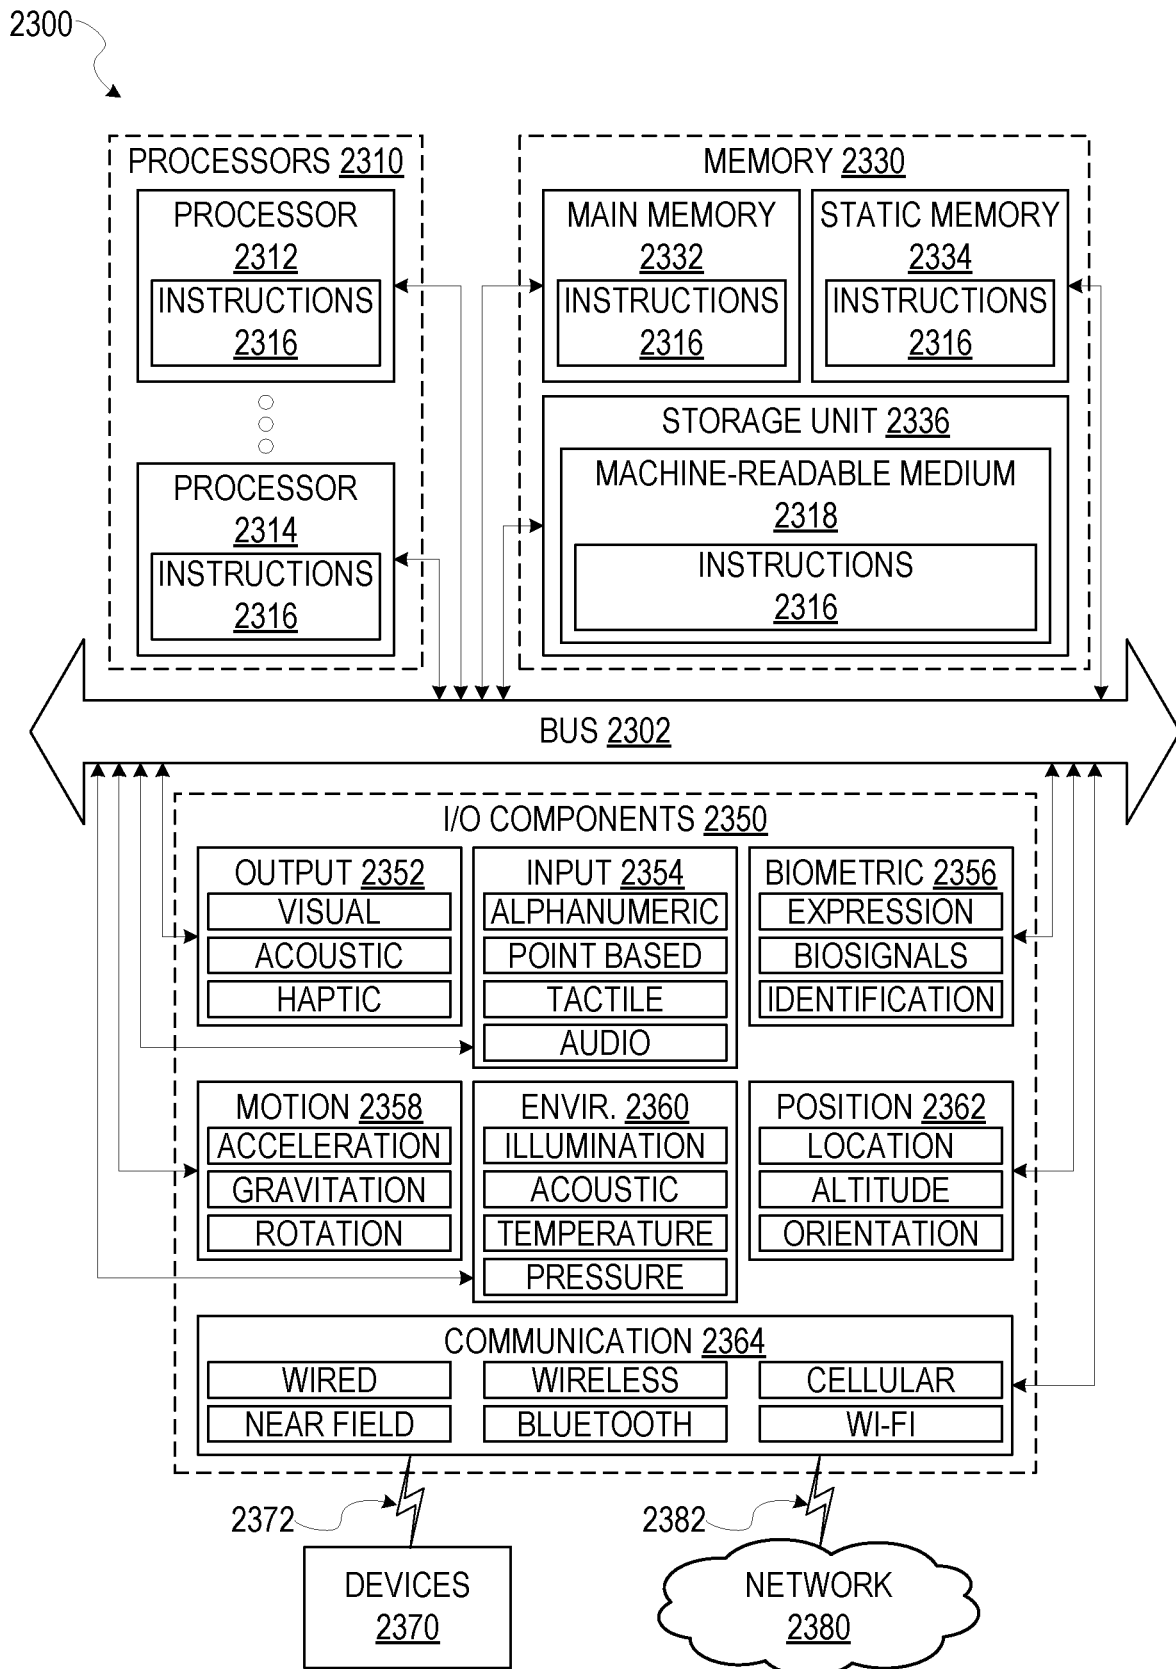 2300
PROCESSORS 2310
PROCESSOR
2312
INSTRUCTIONS
2316
PROCESSOR
2314
INSTRUCTIONS
2316
MEMORY 2330
MAIN MEMORY
2332
INSTRUCTIONS
2316
STATIC MEMORY
2334
INSTRUCTIONS
2316
STORAGE UNIT 2336
MACHINE-READABLE MEDIUM
2318
INSTRUCTIONS
2316
BUS 2302
I/O COMPONENTS 2350
OUTPUT 2352
VISUAL
ACOUSTIC
HAPTIC
INPUT 2354
ALPHANUMERIC
POINT BASED
TACTILE
AUDIO
BIOMETRIC 2356
EXPRESSION
BIOSIGNALS
IDENTIFICATION
MOTION 2358
ACCELERATION
GRAVITATION
ROTATION
ENVIR. 2360
ILLUMINATION
ACOUSTIC
TEMPERATURE
PRESSURE
POSITION 2362
LOCATION
ALTITUDE
ORIENTATION
COMMUNICATION 2364
WIRED
WIRELESS
CELLULAR
NEAR FIELD
BLUETOOTH
WI-FI
2372
2382
DEVICES
2370
NETWORK
2380